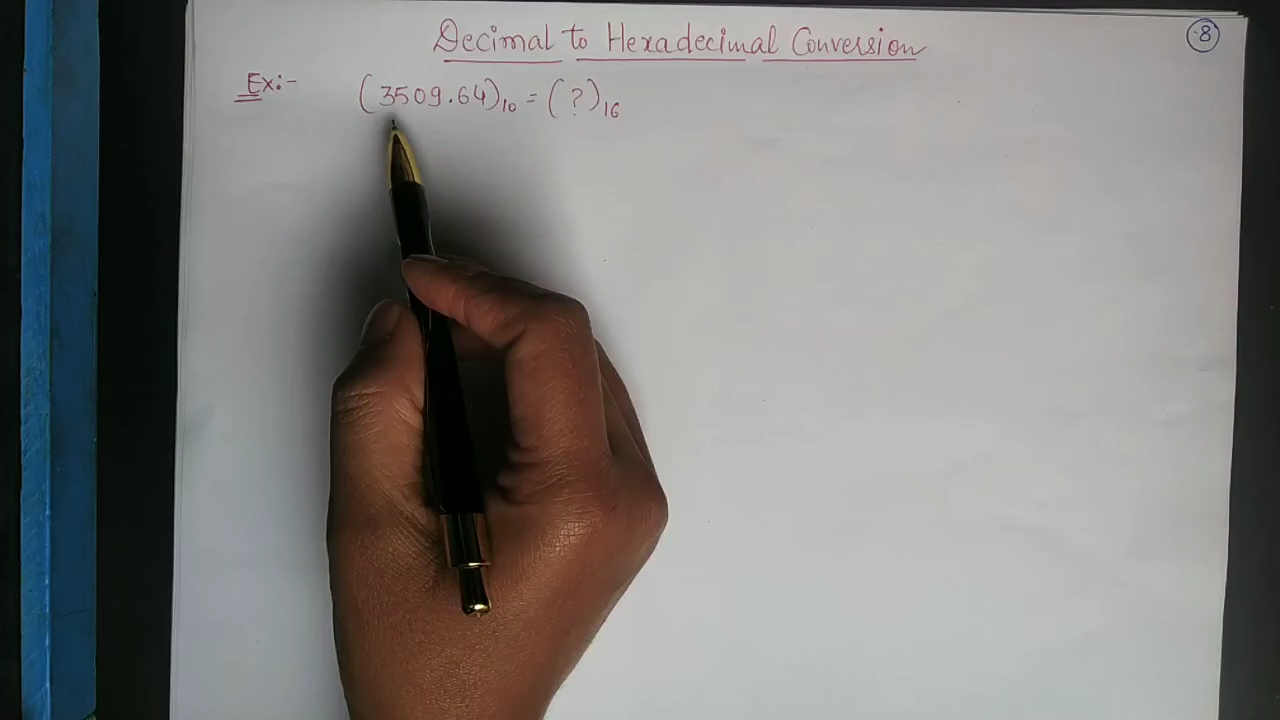 Decimal to Hexadecimal Conversion
8
Ex:- (3509.64)₁₀ = (?)₁₆